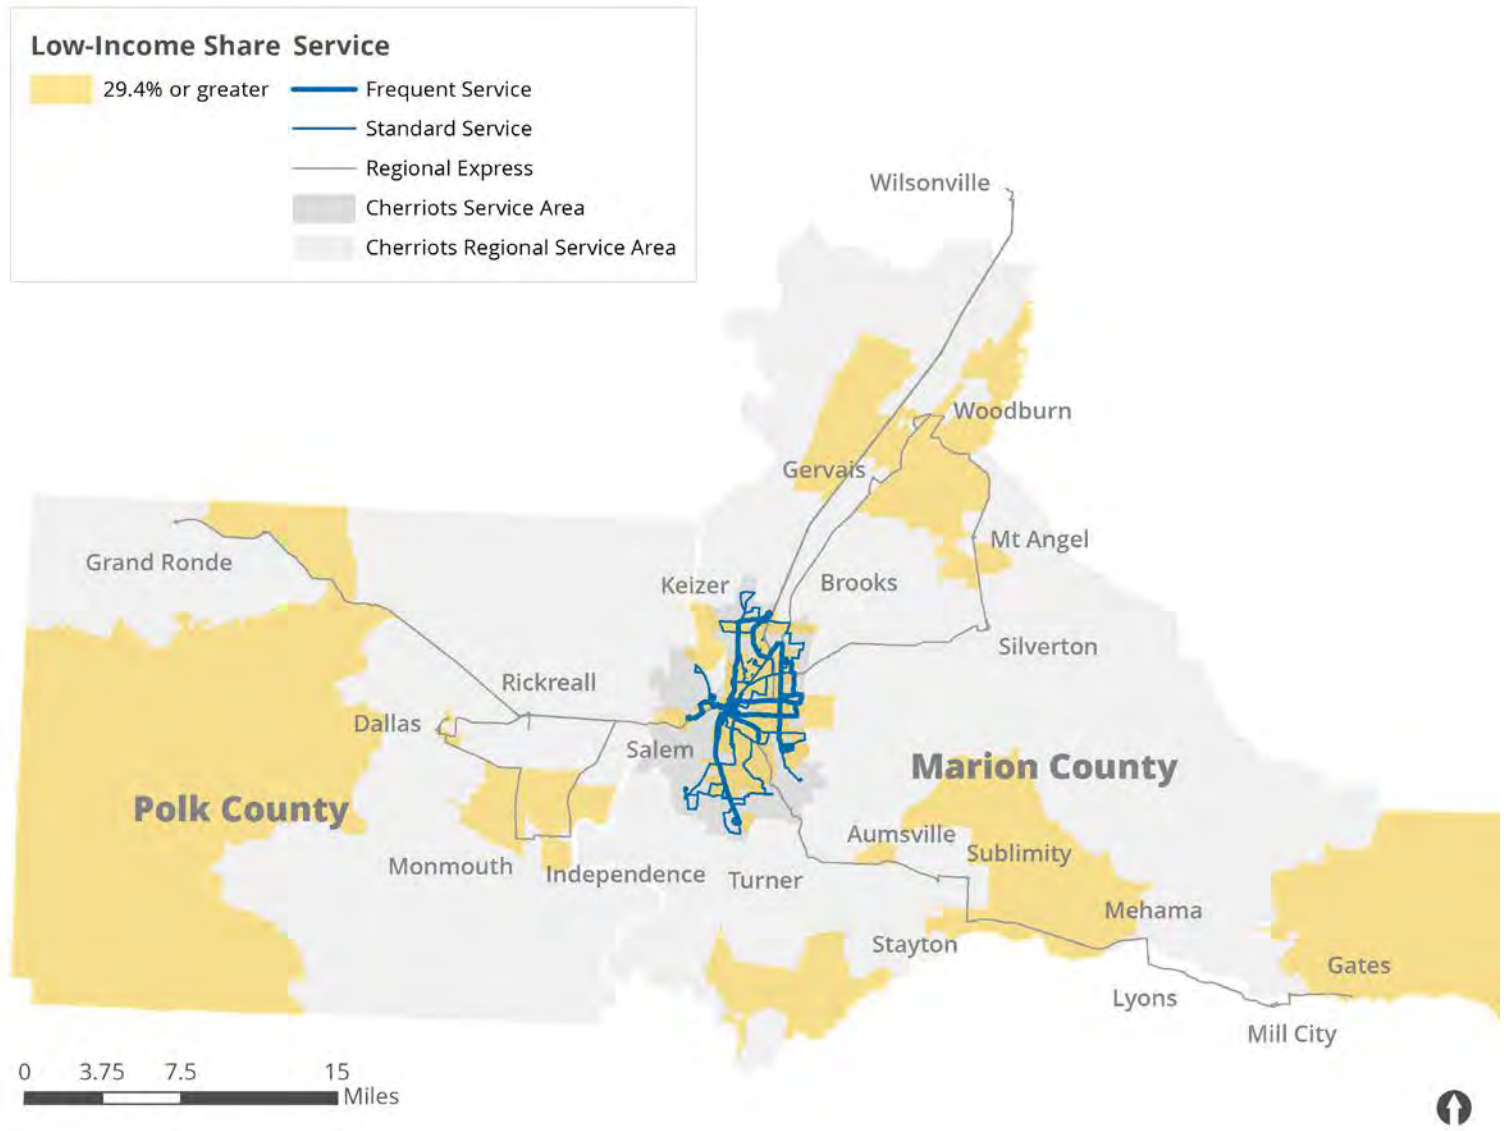 Low-Income Share Service
29.4% or greater
Frequent Service
Standard Service
Regional Express
Cherriots Service Area
Cherriots Regional Service Area
Wilsonville
Woodburn
Gervais
Mt Angel
Grand Ronde
Keizer
Brooks
Silverton
Rickreall
Dallas
Salem
Marion County
Polk County
Aumsville
Sublimity
Monmouth
Independence
Turner
Mehama
Stayton
Gates
Lyons
Mill City
0 3.75 7.5 15
Miles